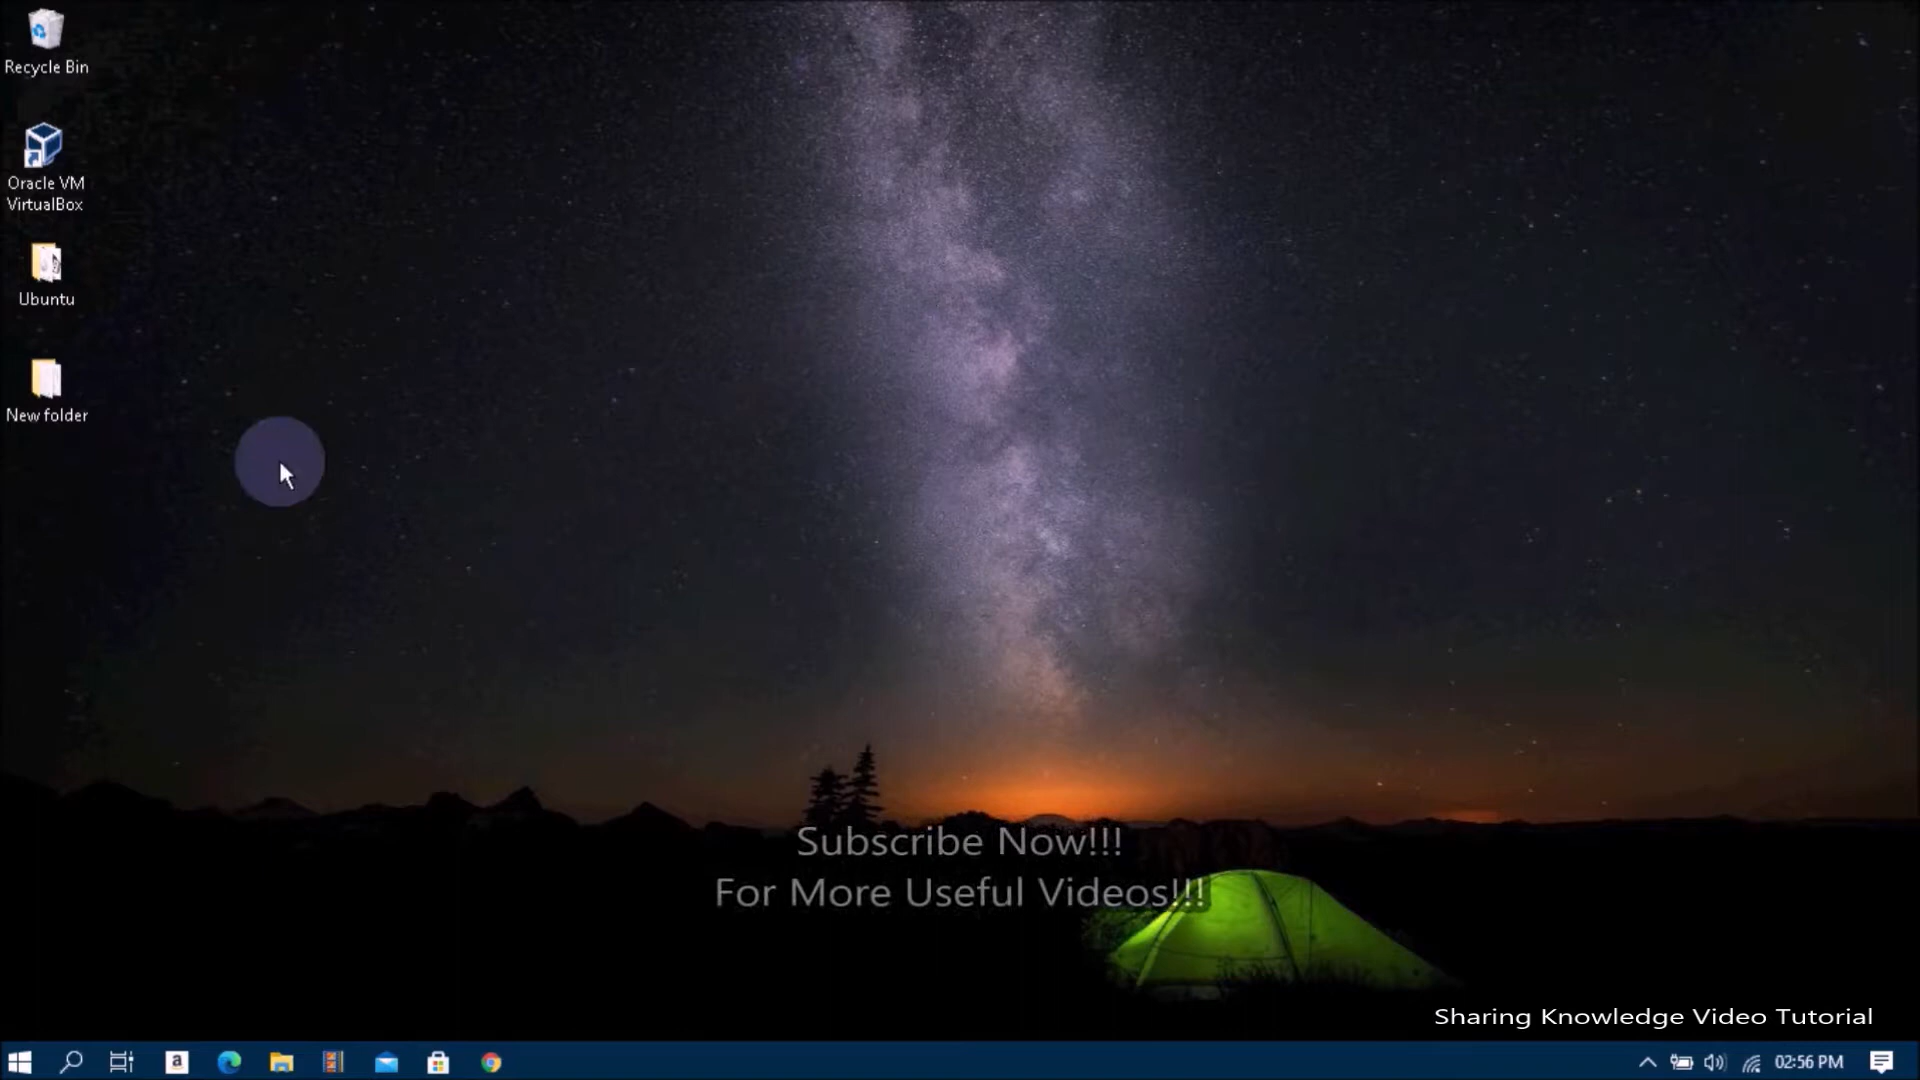 Recycle Bin
Oracle VM
VirtualBox
Ubuntu
New folder
Subscribe Now!!!
For More Useful Videos!!!
Sharing Knowledge Video Tutorial
a
02:56 PM